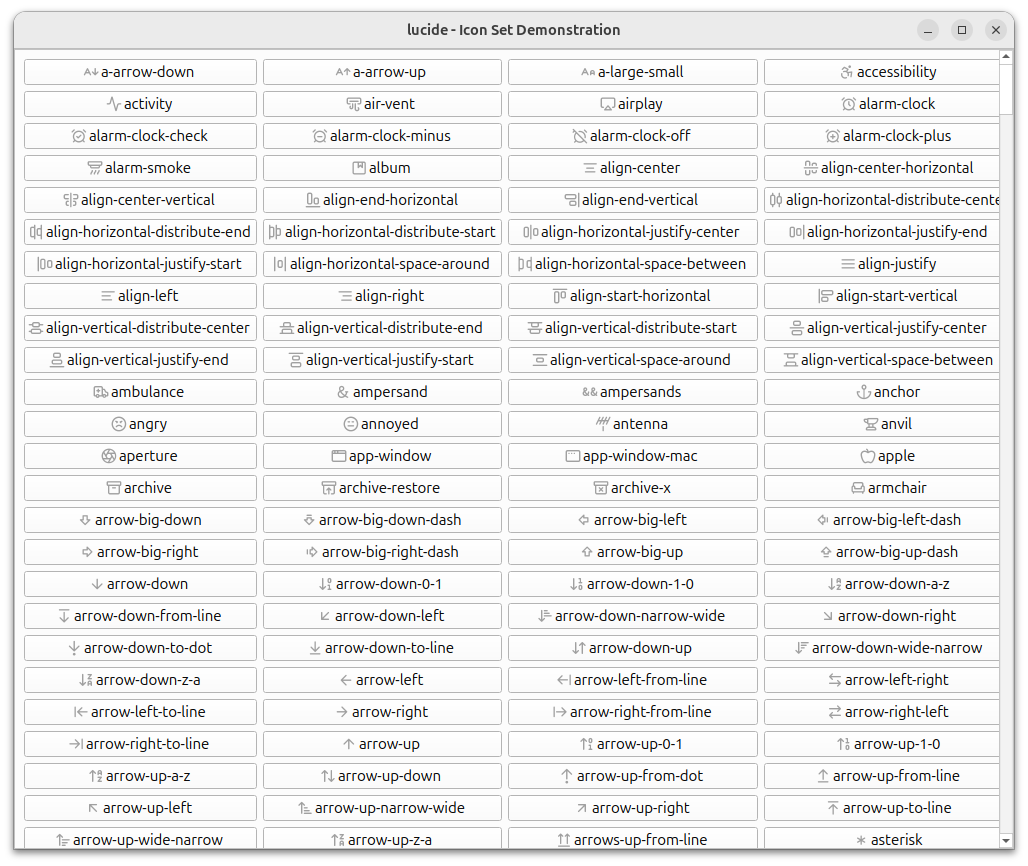 lucide - Icon Set Demonstration
a-arrow-down a-arrow-up a-large-small accessibility
activity air-vent airplay alarm-clock
alarm-clock-check alarm-clock-minus alarm-clock-off alarm-clock-plus
alarm-smoke album align-center align-center-horizontal
align-center-vertical align-end-horizontal align-end-vertical align-horizontal-distribute-cente
align-horizontal-distribute-end align-horizontal-distribute-start align-horizontal-justify-center align-horizontal-justify-end
align-horizontal-justify-start align-horizontal-space-around align-horizontal-space-between align-justify
align-left align-right align-start-horizontal align-start-vertical
align-vertical-distribute-center align-vertical-distribute-end align-vertical-distribute-start align-vertical-justify-center
align-vertical-justify-end align-vertical-justify-start align-vertical-space-around align-vertical-space-between
ambulance ampersand ampersands anchor
angry annoyed antenna anvil
aperture app-window app-window-mac apple
archive archive-restore archive-x armchair
arrow-big-down arrow-big-down-dash arrow-big-left arrow-big-left-dash
arrow-big-right arrow-big-right-dash arrow-big-up arrow-big-up-dash
arrow-down arrow-down-0-1 arrow-down-1-0 arrow-down-a-z
arrow-down-from-line arrow-down-left arrow-down-narrow-wide arrow-down-right
arrow-down-to-dot arrow-down-to-line arrow-down-up arrow-down-wide-narrow
arrow-down-z-a arrow-left arrow-left-from-line arrow-left-right
arrow-left-to-line arrow-right arrow-right-from-line arrow-right-left
arrow-right-to-line arrow-up arrow-up-0-1 arrow-up-1-0
arrow-up-a-z arrow-up-down arrow-up-from-dot arrow-up-from-line
arrow-up-left arrow-up-narrow-wide arrow-up-right arrow-up-to-line
arrow-up-wide-narrow arrow-up-z-a arrows-up-from-line asterisk